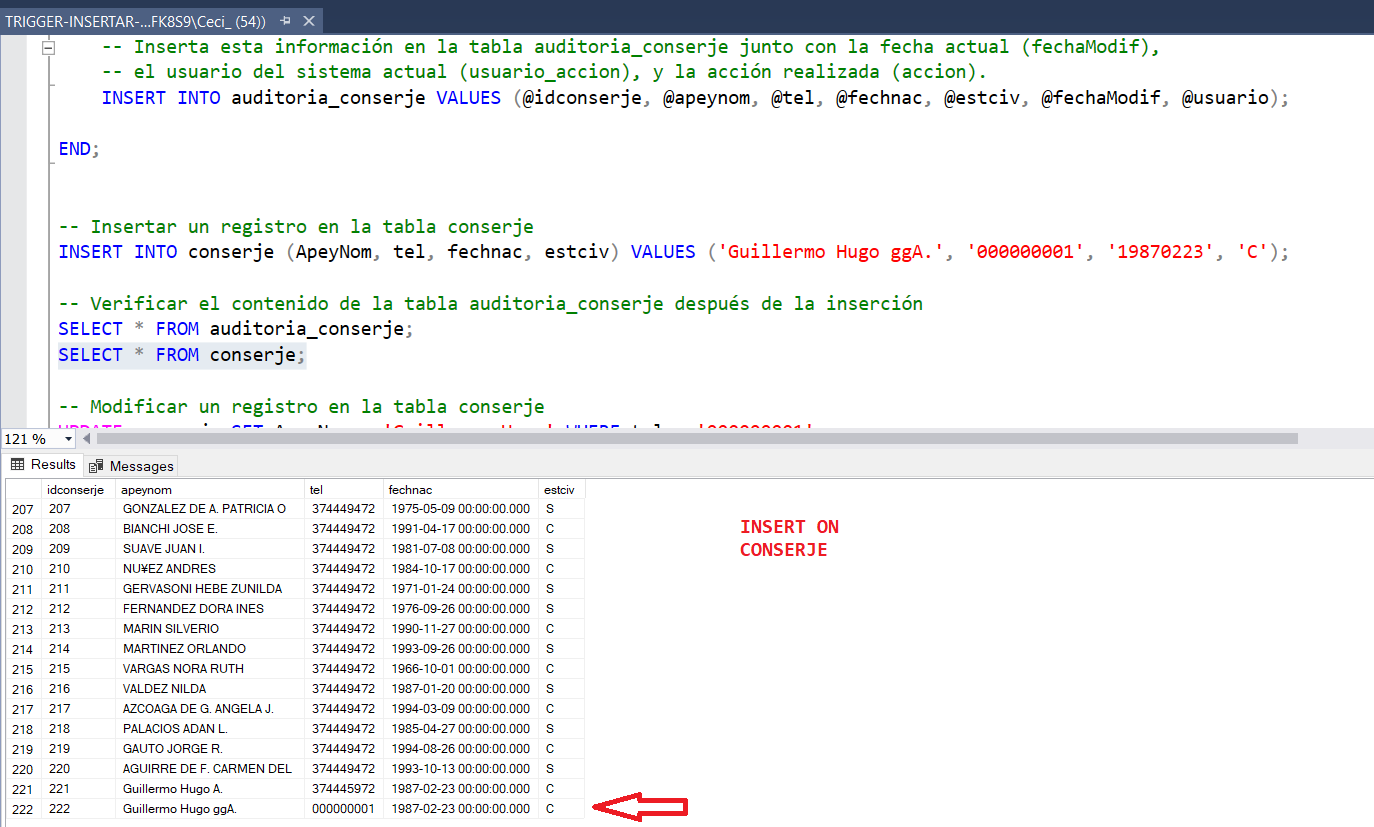 TRIGGER-INSERTAR-...FK8S9\Ceci_ (54))
-- Inserta esta información en la tabla auditoria_conserje junto con la fecha actual (fechaModif),
-- el usuario del sistema actual (usuario_accion), y la acción realizada (accion).
INSERT INTO auditoria_conserje VALUES (@idconserje, @apeynom, @tel, @fechnac, @estciv, @fechaModif, @usuario);
END;
-- Insertar un registro en la tabla conserje
INSERT INTO conserje (ApeyNom, tel, fechnac, estciv) VALUES ('Guillermo Hugo ggA.', '000000001', '19870223', 'C');
-- Verificar el contenido de la tabla auditoria_conserje después de la inserción
SELECT * FROM auditoria_conserje;
SELECT * FROM conserje;
-- Modificar un registro en la tabla conserje
121 %
Results Messages
idconserje apeynom tel fechnac estciv
207 207 GONZALEZ DE A. PATRICIA O 374449472 1975-05-09 00:00:00.000 S
208 208 BIANCHI JOSE E. 374449472 1991-04-17 00:00:00.000 C
209 209 SUAVE JUAN I. 374449472 1981-07-08 00:00:00.000 S
210 210 NU¥EZ ANDRES 374449472 1984-10-17 00:00:00.000 C
211 211 GERVASONI HEBE ZUNILDA 374449472 1971-01-24 00:00:00.000 S
212 212 FERNANDEZ DORA INES 374449472 1976-09-26 00:00:00.000 S
213 213 MARIN SILVERIO 374449472 1990-11-27 00:00:00.000 C
214 214 MARTINEZ ORLANDO 374449472 1993-09-26 00:00:00.000 S
215 215 VARGAS NORA RUTH 374449472 1966-10-01 00:00:00.000 C
216 216 VALDEZ NILDA 374449472 1987-01-20 00:00:00.000 S
217 217 AZCOAGA DE G. ANGELA J. 374449472 1994-03-09 00:00:00.000 C
218 218 PALACIOS ADAN L. 374449472 1985-04-27 00:00:00.000 S
219 219 GAUTO JORGE R. 374449472 1994-08-26 00:00:00.000 C
220 220 AGUIRRE DE F. CARMEN DEL 374449472 1993-10-13 00:00:00.000 S
221 221 Guillermo Hugo A. 374445972 1987-02-23 00:00:00.000 C
222 222 Guillermo Hugo ggA. 000000001 1987-02-23 00:00:00.000 C
INSERT ON
CONSERJE